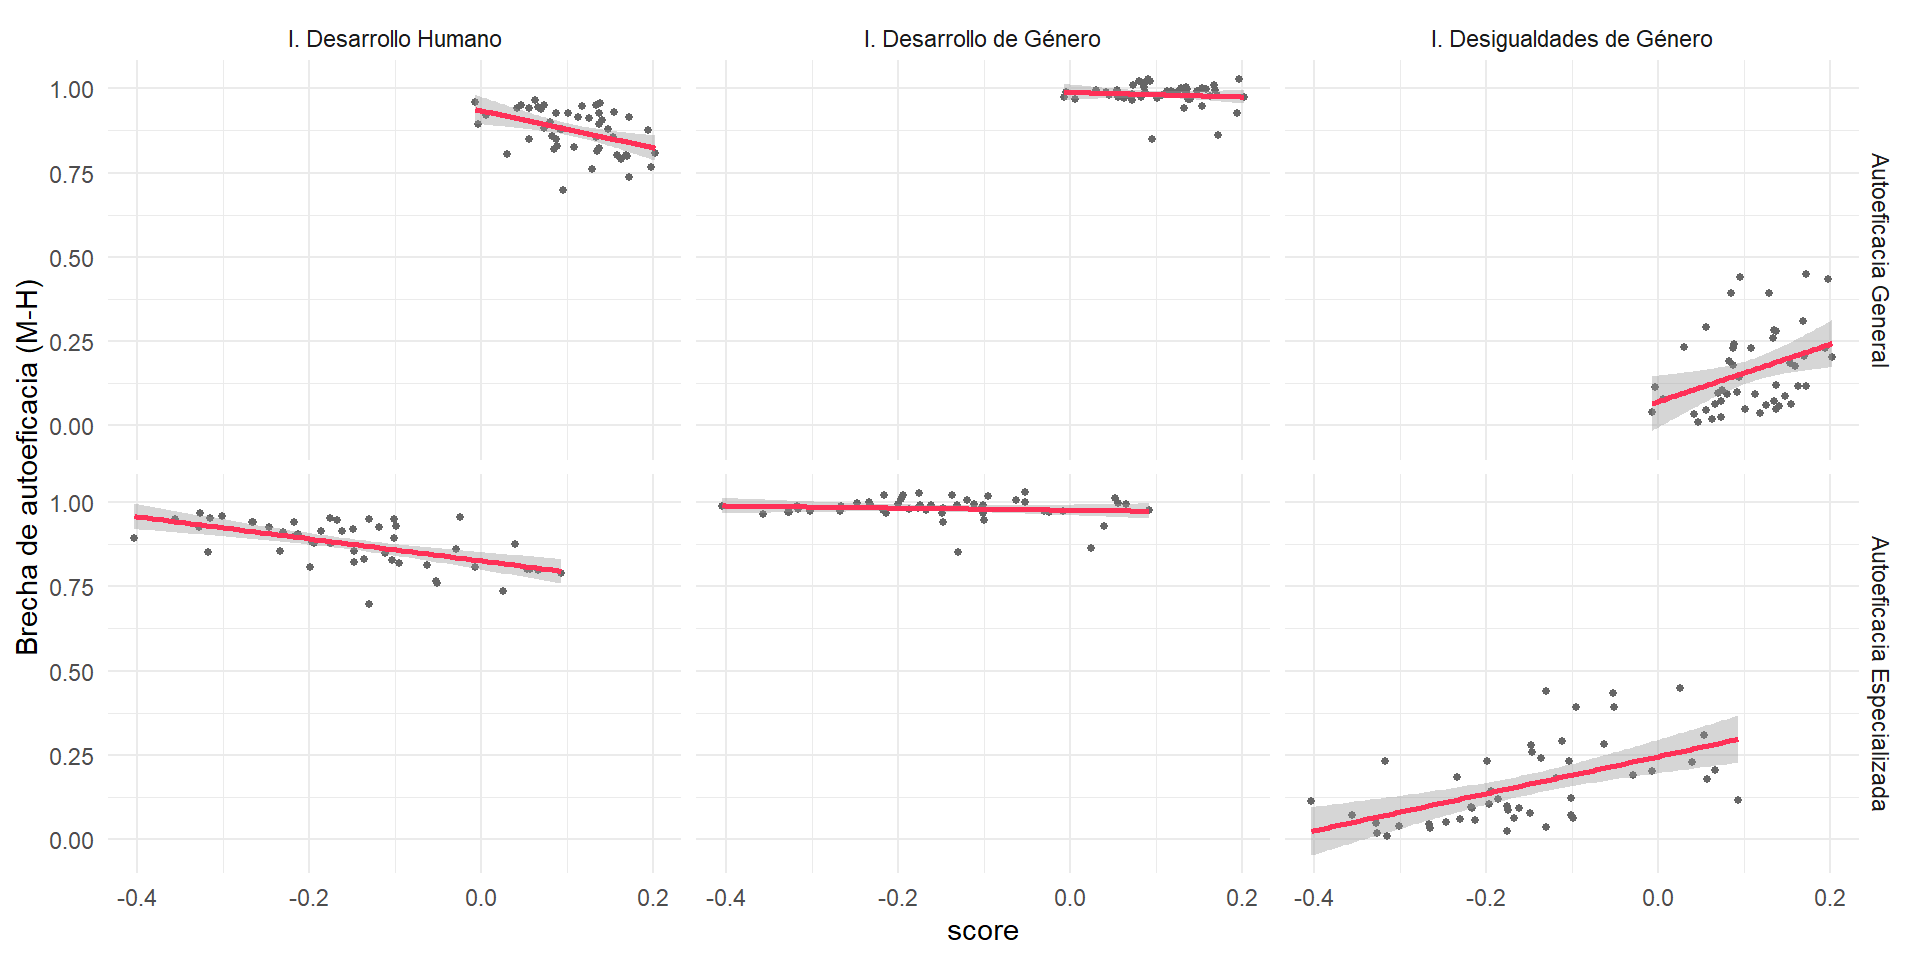 I. Desarrollo Humano
I. Desarrollo de Género
I. Desigualdades de Género
1.00
0.75
0.50
0.25
0.00
Autoeficacia General
Brecha de autoeficacia (M-H)
1.00
0.75
0.50
0.25
0.00
Autoeficacia Especializada
-0.4 -0.2 0.0 0.2
-0.4 -0.2 0.0 0.2
-0.4 -0.2 0.0 0.2
score